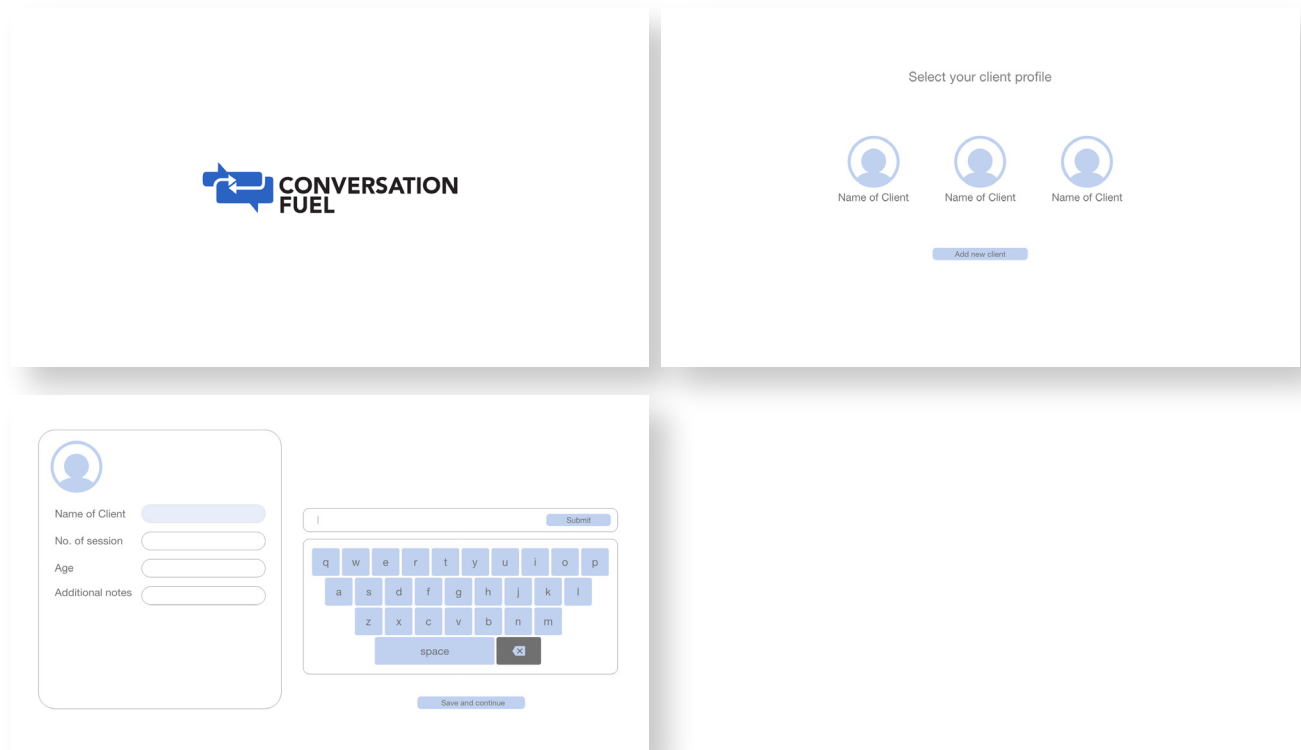 CONVERSATION
FUEL
Select your client profile
Name of Client Name of Client Name of Client
Add new client
Name of Client
No. of session
Age
Additional notes
Submit
q w e r t y u i o p
a s d f g h j k l
z x c v b n m
space
Save and continue